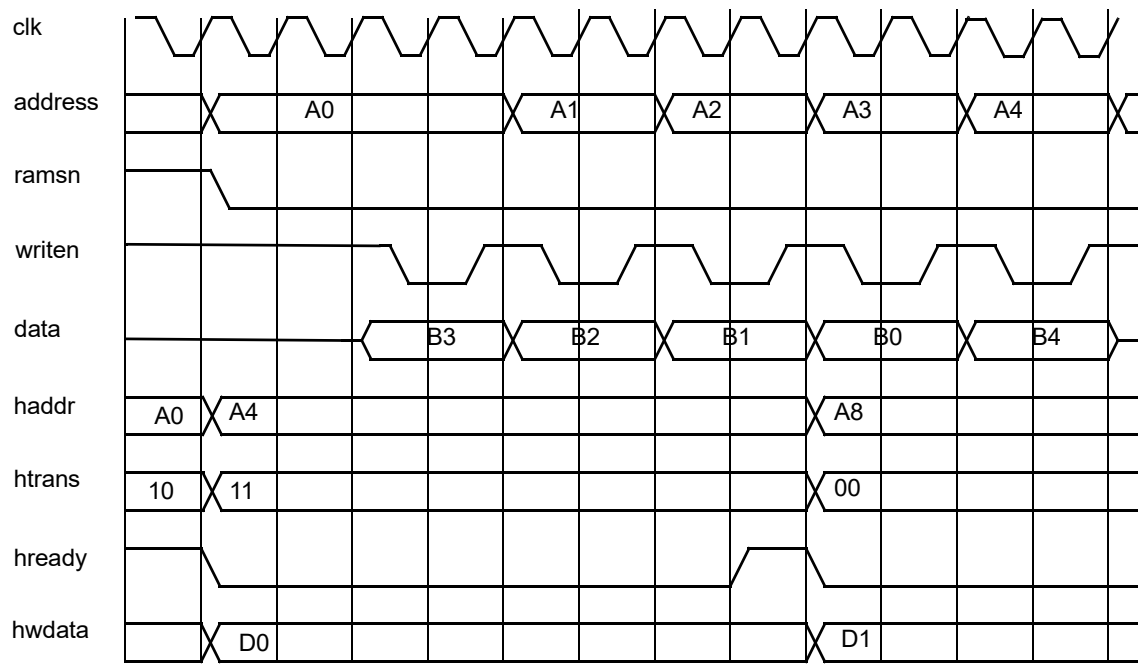 clk
address A0 A1 A2 A3 A4
ramsn
writen
data B3 B2 B1 B0 B4
haddr A0 A4 A8
htrans 10 11 00
hready
hwdata D0 D1